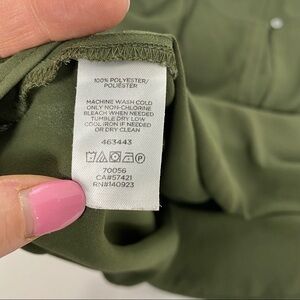 100% POLYESTER/
POLIÉSTER
MACHINE WASH COLD
ONLY NON-CHLORINE
BLEACH WHEN NEEDED
TUMBLE DRY LOW
COOL IRON IF NEEDED
OR DRY CLEAN
463443
70056
CA#57421
RN#140923